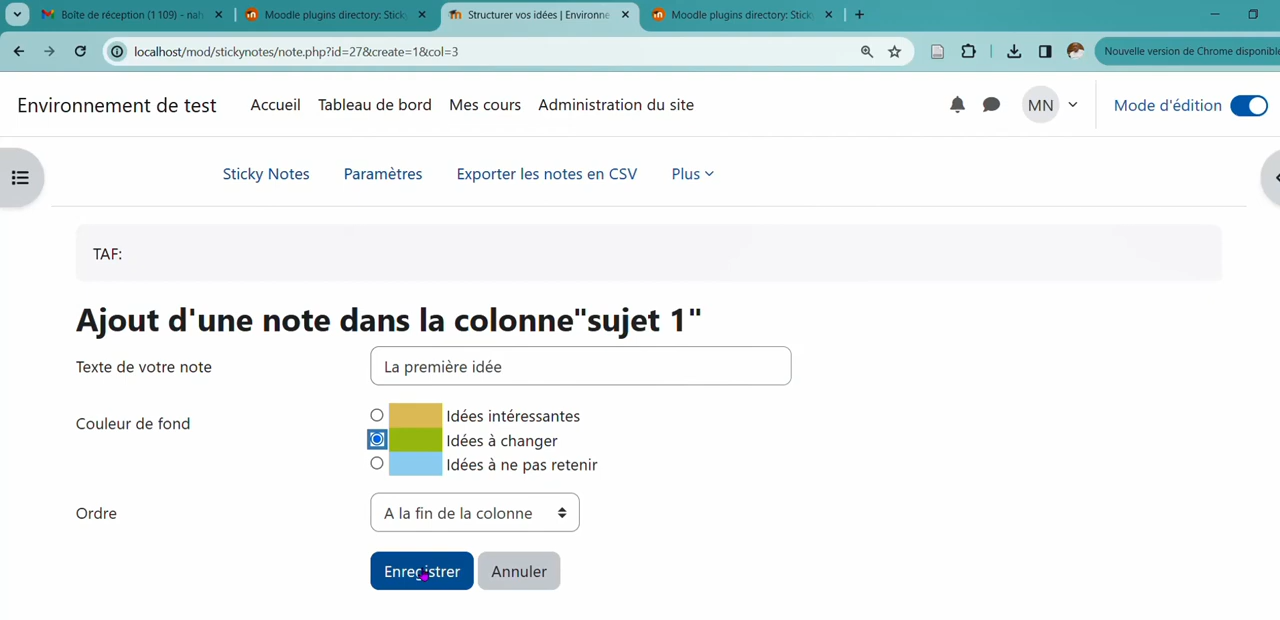 Boîte de réception (1 109) - nah
Moodle plugins directory: Sticky
Structurer vos idées | Environne
Moodle plugins directory: Sticky
localhost/mod/stickynotes/note.php?id=27&create=1&col=3
Nouvelle version de Chrome disponible
Environnement de test
Accueil
Tableau de bord
Mes cours
Administration du site
MN
Mode d'édition
Sticky Notes
Paramètres
Exporter les notes en CSV
Plus
TAF:
Ajout d'une note dans la colonne"sujet 1"
Texte de votre note
La première idée
Couleur de fond
Idées intéressantes
Idées à changer
Idées à ne pas retenir
Ordre
A la fin de la colonne
Enregistrer
Annuler